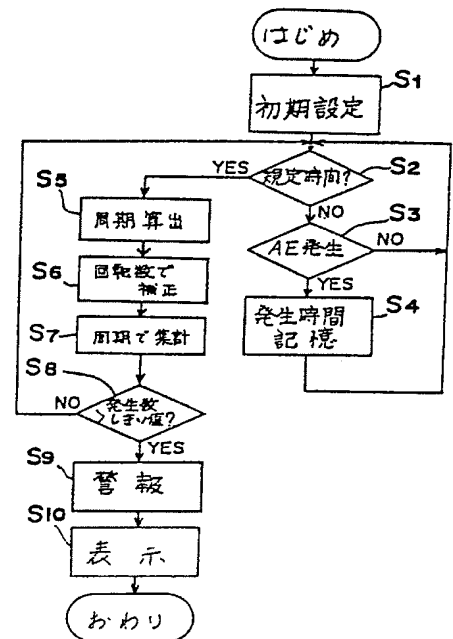 はじめ
S1
初期設定
S2
規定時間?
YES
NO
S3
AE発生
NO
YES
S4
発生時間
記憶
S5
周期算出
S6
回転数で
補正
S7
周期で集計
S8
発生数
>しきい値?
NO
YES
S9
警報
S10
表示
おわり